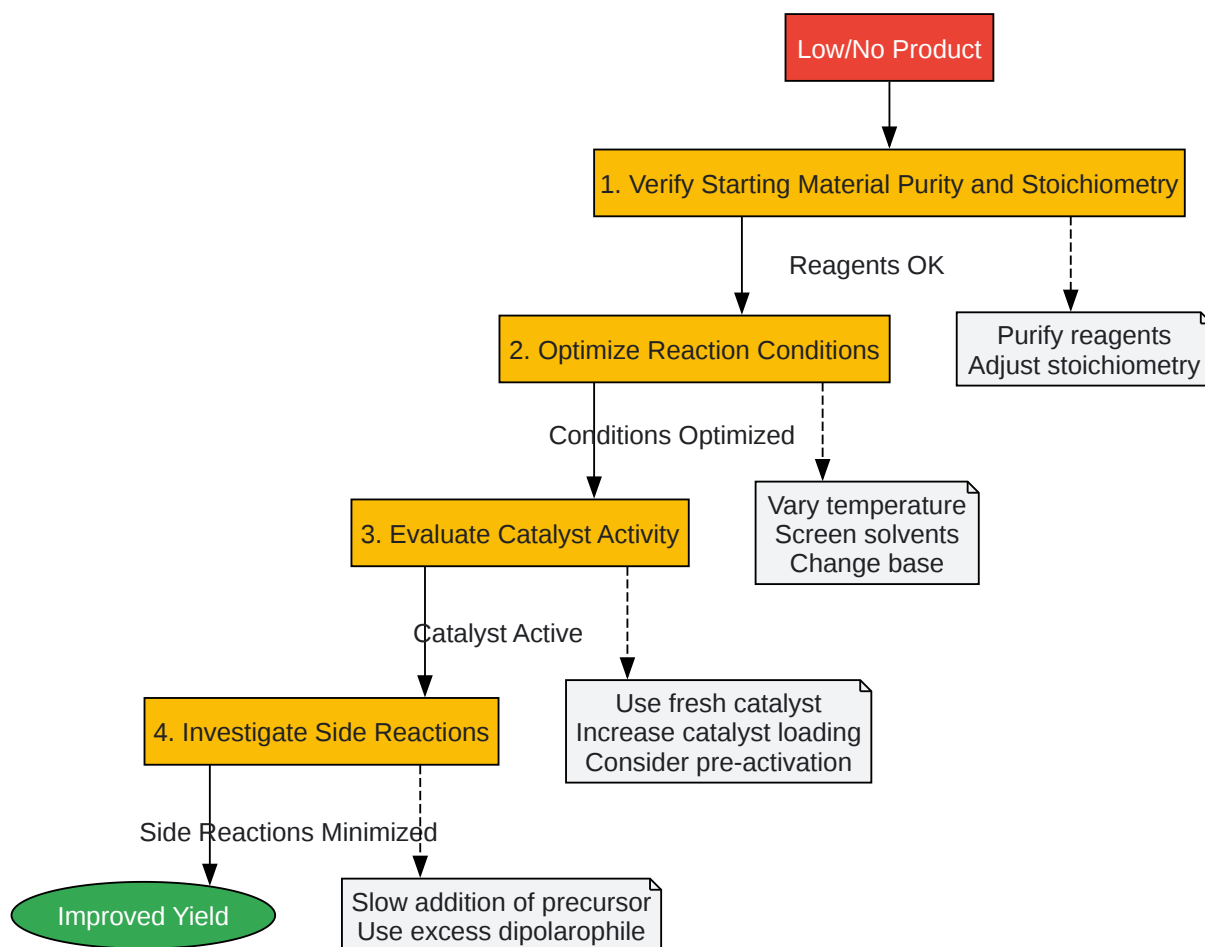 Low/No Product
1. Verify Starting Material Purity and Stoichiometry
Reagents OK
Purify reagents
Adjust stoichiometry
2. Optimize Reaction Conditions
Conditions Optimized
Vary temperature
Screen solvents
Change base
3. Evaluate Catalyst Activity
Catalyst Active
Use fresh catalyst
Increase catalyst loading
Consider pre-activation
4. Investigate Side Reactions
Side Reactions Minimized
Improved Yield
Slow addition of precursor
Use excess dipolarophile